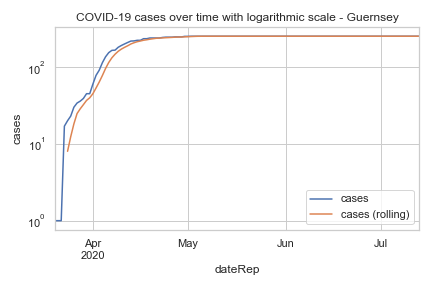 COVID-19 cases over time with logarithmic scale - Guernsey
10²
10¹
10⁰
cases
Apr
2020
May
Jun
Jul
dateRep
cases
cases (rolling)